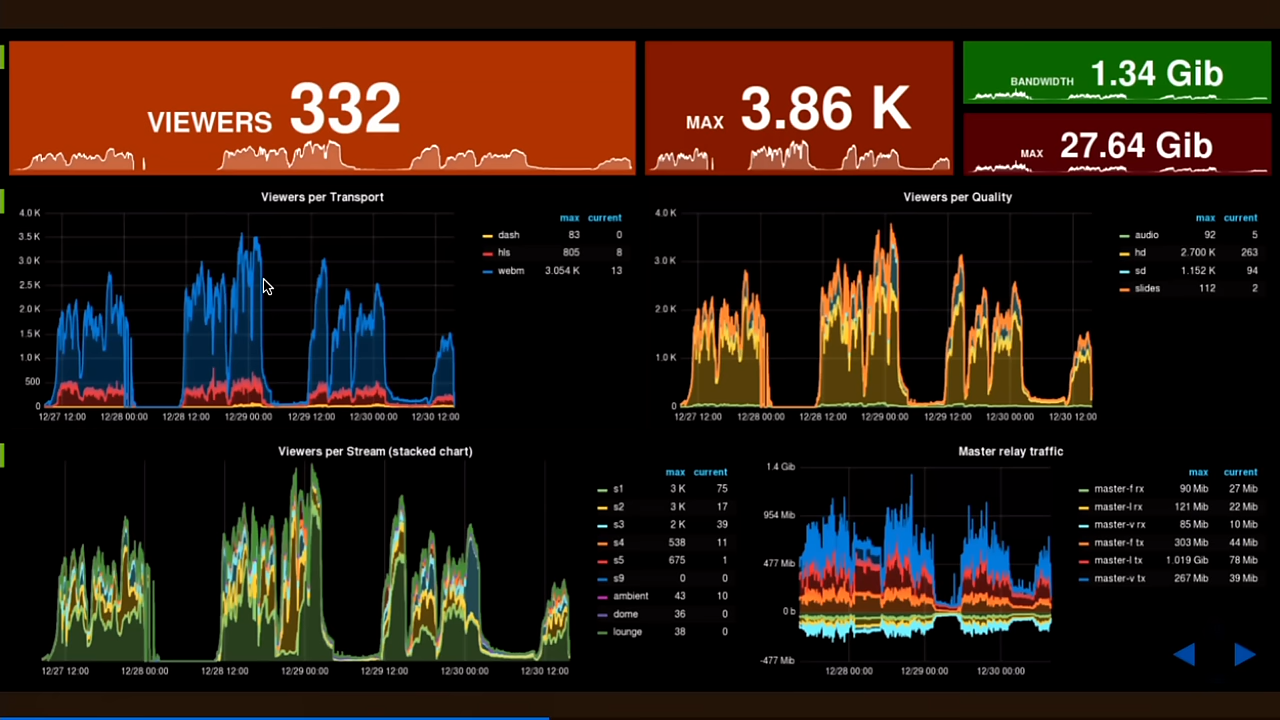 VIEWERS 332
MAX 3.86 K
BANDWIDTH 1.34 Gib
MAX 27.64 Gib
Viewers per Transport
4.0 K
3.5 K
3.0 K
2.5 K
2.0 K
1.5 K
1.0 K
500
0
12/27 12:00 12/28 00:00 12/28 12:00 12/29 00:00 12/29 12:00 12/30 00:00 12/30 12:00
max current
dash 83 0
hls 805 8
webm 3.054 K 13
Viewers per Quality
4.0 K
3.0 K
2.0 K
1.0 K
0
12/27 12:00 12/28 00:00 12/28 12:00 12/29 00:00 12/29 12:00 12/30 00:00 12/30 12:00
max current
audio 92 5
hd 2.700 K 263
sd 1.152 K 94
slides 112 2
Viewers per Stream (stacked chart)
12/27 12:00 12/28 00:00 12/28 12:00 12/29 00:00 12/29 12:00 12/30 00:00 12/30 12:00
max current
s1 3 K 75
s2 3 K 17
s3 2 K 39
s4 538 11
s5 675 1
s9 0 0
ambient 43 10
dome 36 0
lounge 38 0
Master relay traffic
1.4 Gib
954 Mib
477 Mib
0 b
-477 Mib
12/28 00:00 12/29 00:00 12/30 00:00
max current
master-f rx 90 Mib 27 Mib
master-l rx 121 Mib 22 Mib
master-v rx 85 Mib 10 Mib
master-f tx 303 Mib 44 Mib
master-l tx 1.019 Gib 78 Mib
master-v tx 267 Mib 39 Mib